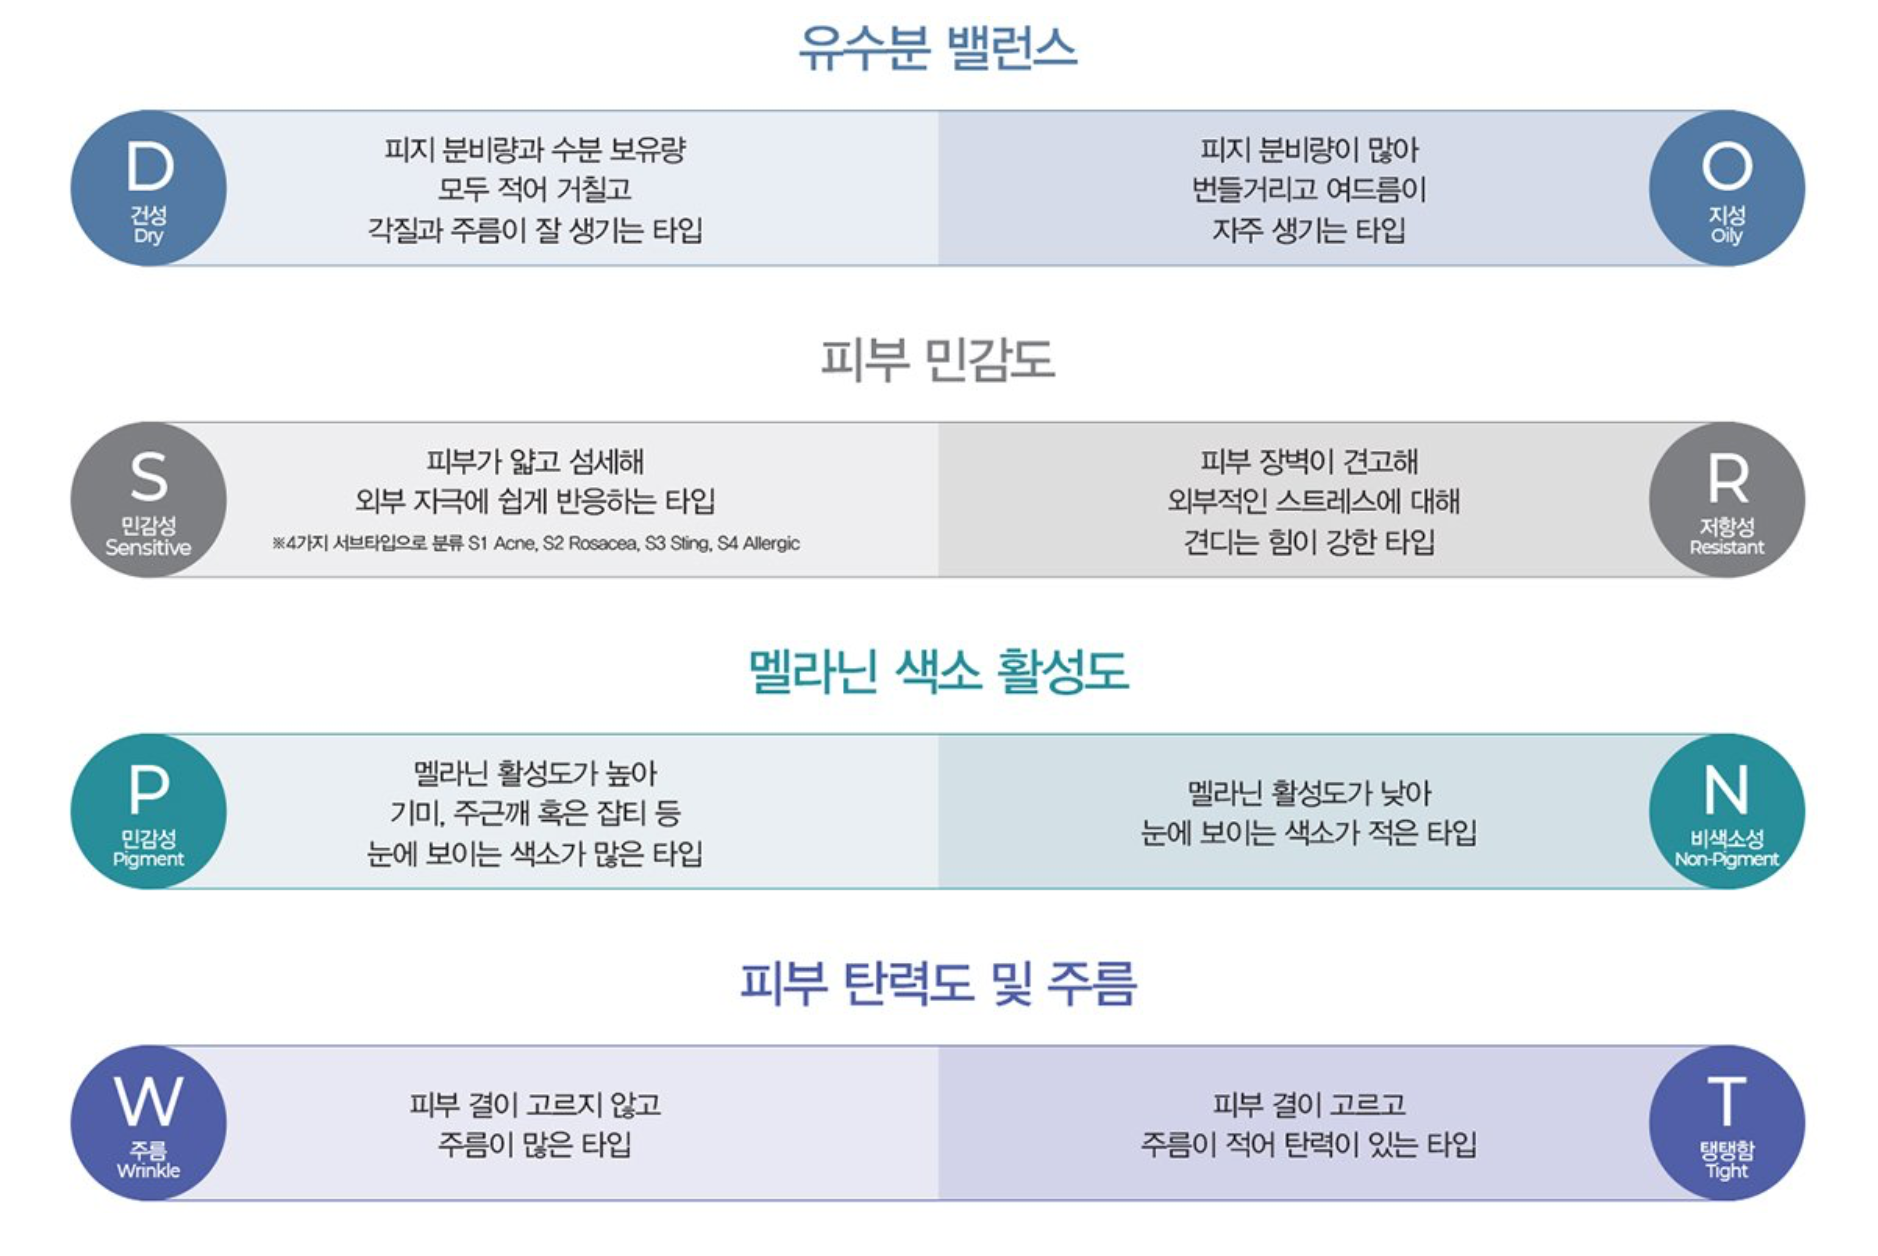 유수분 밸런스
D
건성
Dry
피지 분비량과 수분 보유량
모두 적어 거칠고
각질과 주름이 잘 생기는 타입
피지 분비량이 많아
번들거리고 여드름이
자주 생기는 타입
O
지성
Oily
피부 민감도
S
민감성
Sensitive
피부가 얇고 섬세해
외부 자극에 쉽게 반응하는 타입
※4가지 서브타입으로 분류 S1 Acne, S2 Rosacea, S3 Sting, S4 Allergic
피부 장벽이 견고해
외부적인 스트레스에 대해
견디는 힘이 강한 타입
R
저항성
Resistant
멜라닌 색소 활성도
P
민감성
Pigment
멜라닌 활성도가 높아
기미, 주근깨 혹은 잡티 등
눈에 보이는 색소가 많은 타입
멜라닌 활성도가 낮아
눈에 보이는 색소가 적은 타입
N
비색소성
Non-Pigment
피부 탄력도 및 주름
W
주름
Wrinkle
피부 결이 고르지 않고
주름이 많은 타입
피부 결이 고르고
주름이 적어 탄력이 있는 타입
T
탱탱함
Tight